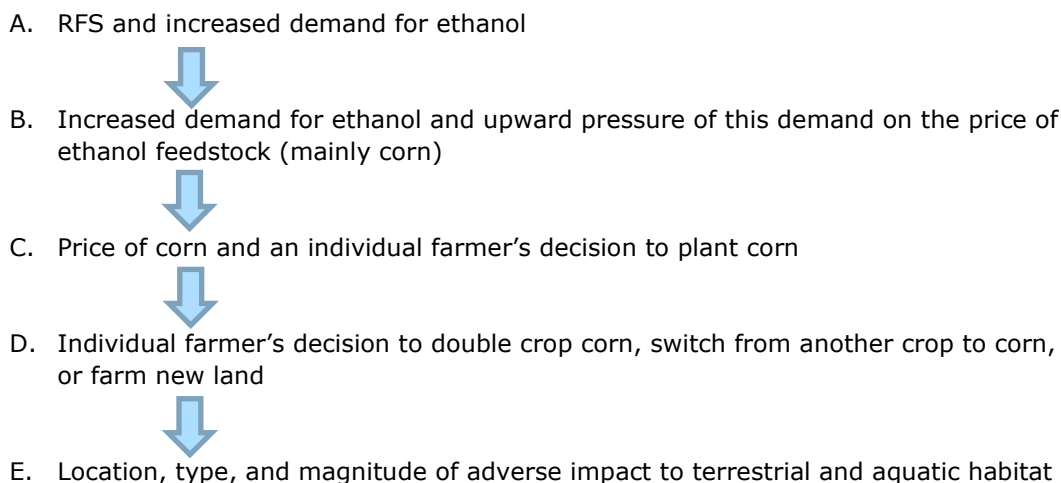 A. RFS and increased demand for ethanol
B. Increased demand for ethanol and upward pressure of this demand on the price of
ethanol feedstock (mainly corn)
C. Price of corn and an individual farmer’s decision to plant corn
D. Individual farmer’s decision to double crop corn, switch from another crop to corn,
or farm new land
E. Location, type, and magnitude of adverse impact to terrestrial and aquatic habitat